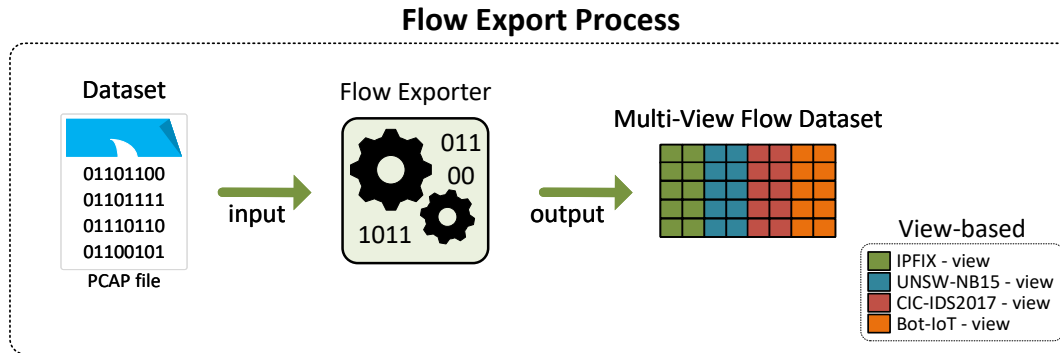 Flow Export Process
Dataset
01101100
01101111
01110110
01100101
PCAP file
input
Flow Exporter
011
00
1011
output
Multi-View Flow Dataset
View-based
IPFIX - view
UNSW-NB15 - view
CIC-IDS2017 - view
Bot-IoT - view